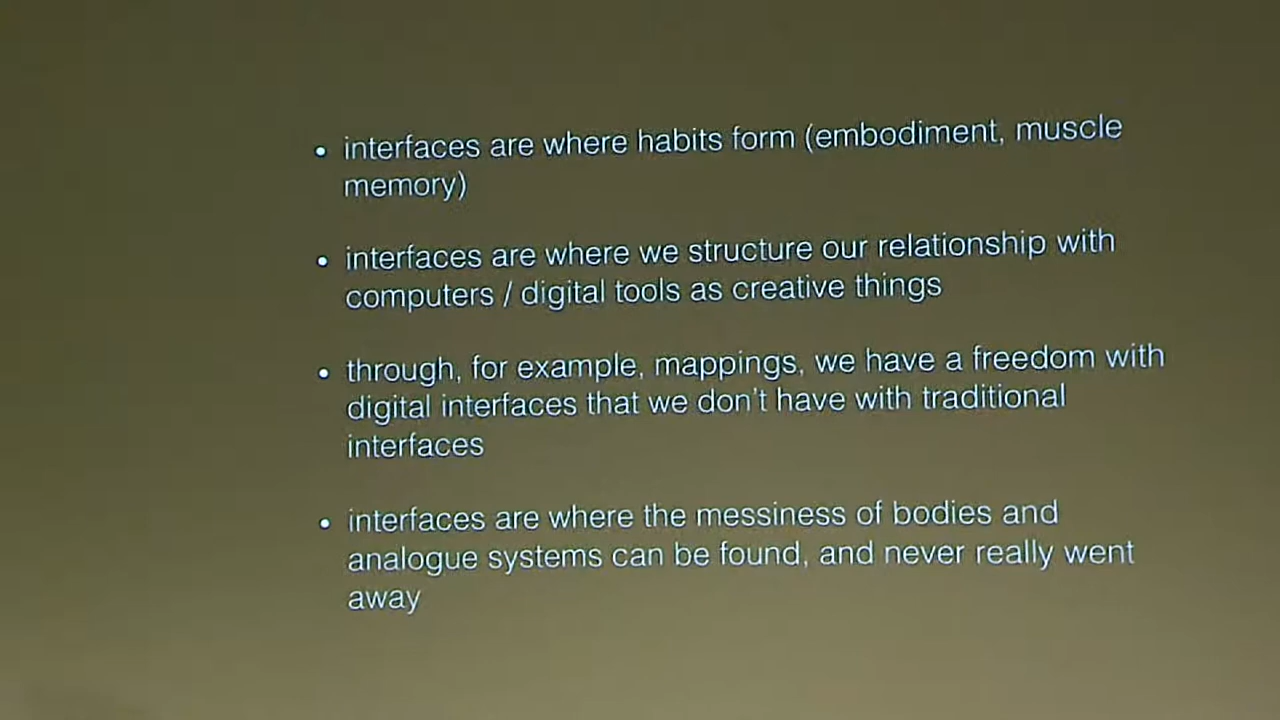 • interfaces are where habits form (embodiment, muscle
memory)
• interfaces are where we structure our relationship with
computers / digital tools as creative things
• through, for example, mappings, we have a freedom with
digital interfaces that we don't have with traditional
interfaces
• interfaces are where the messiness of bodies and
analogue systems can be found, and never really went
away